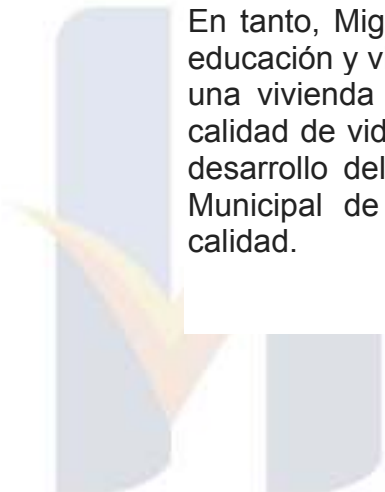 En tanto, Mig
educación y v
una vivienda
calidad de vid
desarrollo del
Municipal de
calidad.